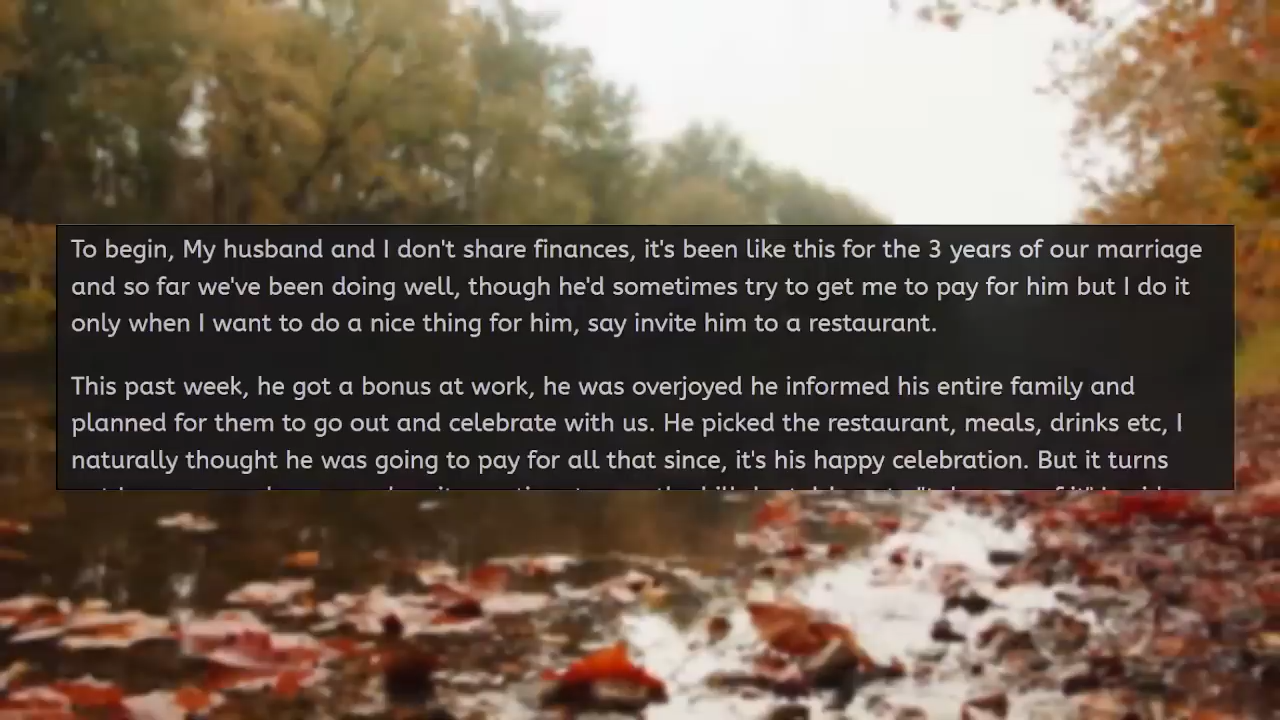 To begin, My husband and I don't share finances, it's been like this for the 3 years of our marriage
and so far we've been doing well, though he'd sometimes try to get me to pay for him but I do it
only when I want to do a nice thing for him, say invite him to a restaurant.
This past week, he got a bonus at work, he was overjoyed he informed his entire family and
planned for them to go out and celebrate with us. He picked the restaurant, meals, drinks etc, I
naturally thought he was going to pay for all that since, it's his happy celebration. But it turns